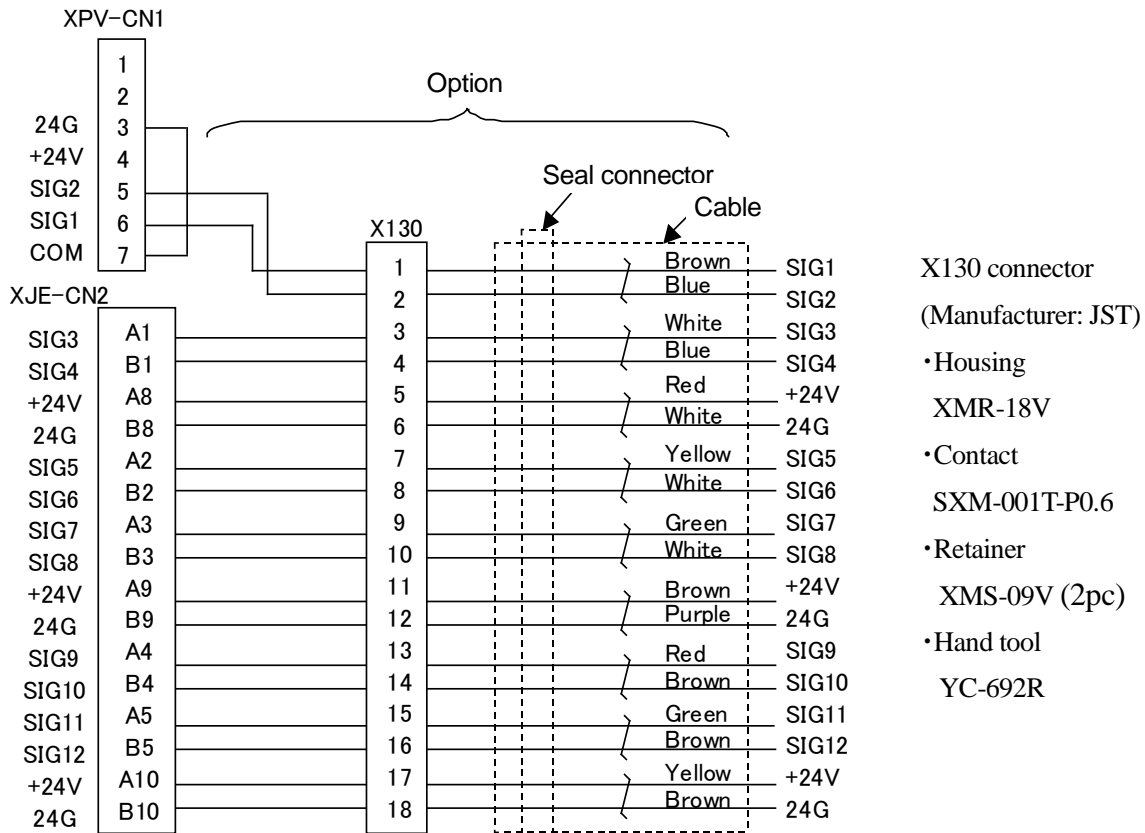 XPV-CN1
1
2
24G 3
+24V 4
SIG2 5
SIG1 6
COM 7
Option
Seal connector
Cable
X130
XJE-CN2
1 Brown SIG1
2 Blue SIG2
SIG3 A1 3 White SIG3
SIG4 B1 4 Blue SIG4
+24V A8 5 Red +24V
24G B8 6 White 24G
SIG5 A2 7 Yellow SIG5
SIG6 B2 8 White SIG6
SIG7 A3 9 Green SIG7
SIG8 B3 10 White SIG8
+24V A9 11 Brown +24V
24G B9 12 Purple 24G
SIG9 A4 13 Red SIG9
SIG10 B4 14 Brown SIG10
SIG11 A5 15 Green SIG11
SIG12 B5 16 Brown SIG12
+24V A10 17 Yellow +24V
24G B10 18 Brown 24G
X130 connector
(Manufacturer: JST)
・Housing
XMR-18V
・Contact
SXM-001T-P0.6
・Retainer
XMS-09V (2pc)
・Hand tool
YC-692R